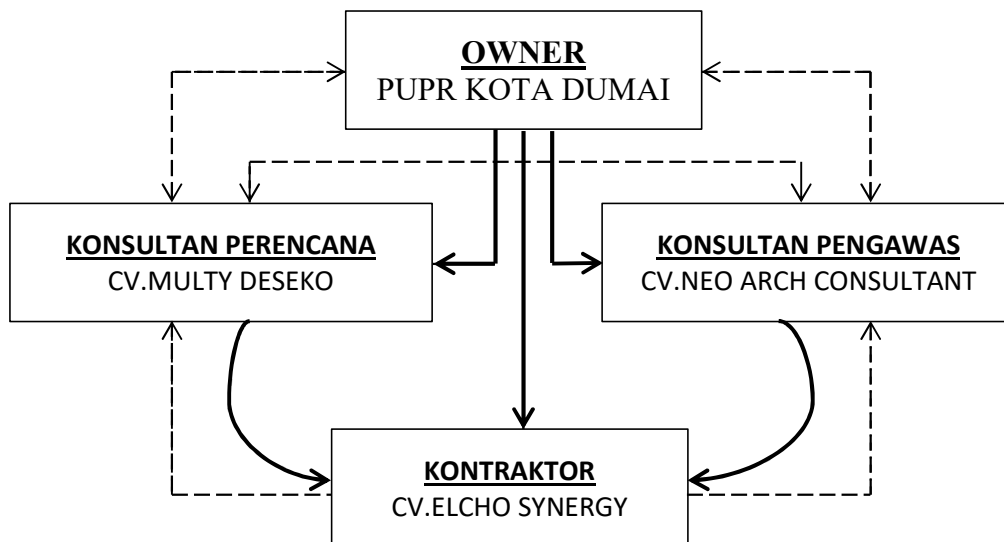 OWNER
PUPR KOTA DUMAI
KONSULTAN PERENCANA
CV.MULTY DESEKO
KONSULTAN PENGAWAS
CV.NEO ARCH CONSULTANT
KONTRAKTOR
CV.ELCHO SYNERGY